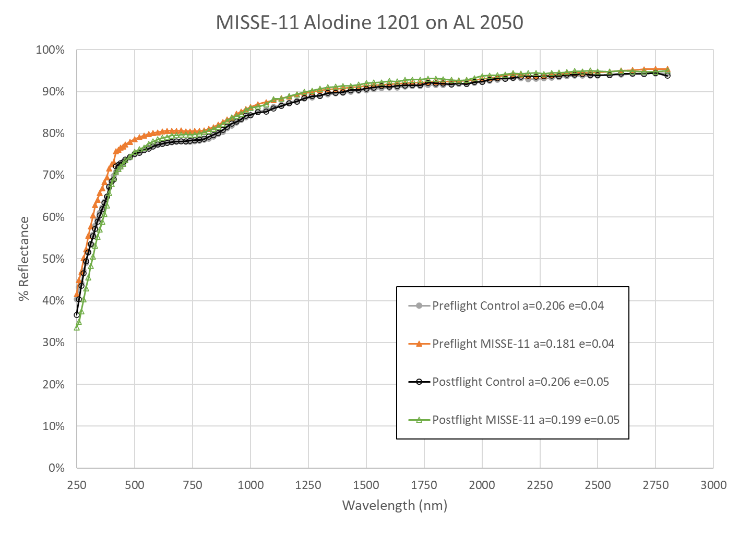 MISSE-11 Alodine 1201 on AL 2050
100%
90%
80%
70%
60%
50%
40%
30%
20%
10%
0%
% Reflectance
Preflight Control a=0.206 e=0.04
Preflight MISSE-11 a=0.181 e=0.04
Postflight Control a=0.206 e=0.05
Postflight MISSE-11 a=0.199 e=0.05
250 500 750 1000 1250 1500 1750 2000 2250 2500 2750 3000
Wavelength (nm)